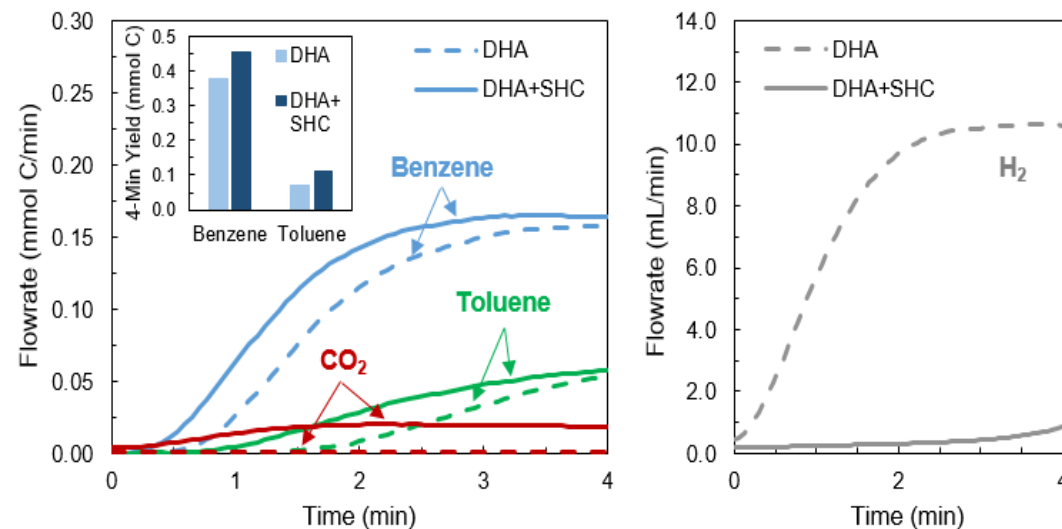 0.30
0.25
0.20
0.15
0.10
0.05
0.00
Flowrate (mmol C/min)
0.5
0.4
0.3
0.2
0.1
0.0
4-Min Yield (mmol C)
DHA
DHA+
SHC
Benzene Toluene
DHA
DHA+SHC
Benzene
Toluene
CO₂
0 1 2 3 4
Time (min)
14.0
12.0
10.0
8.0
6.0
4.0
2.0
0.0
Flowrate (mL/min)
DHA
DHA+SHC
H₂
0 2 4
Time (min)